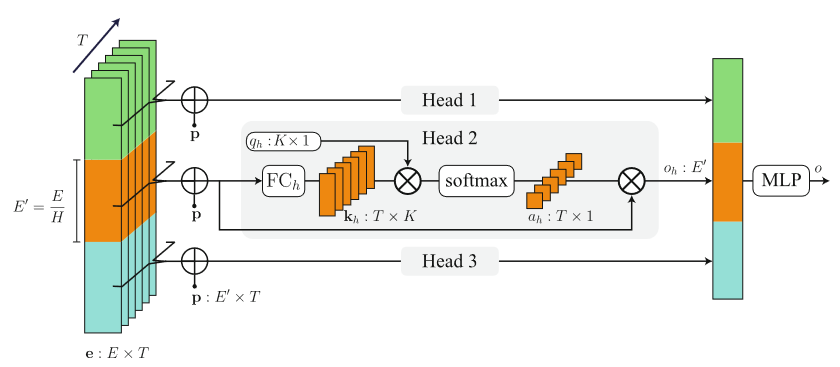 T
Head 1
p
q_h : K × 1
Head 2
E' = E/H
FC_h
softmax
o_h : E'
MLP
o
p
k_h : T × K
a_h : T × 1
Head 3
p : E' × T
e : E × T